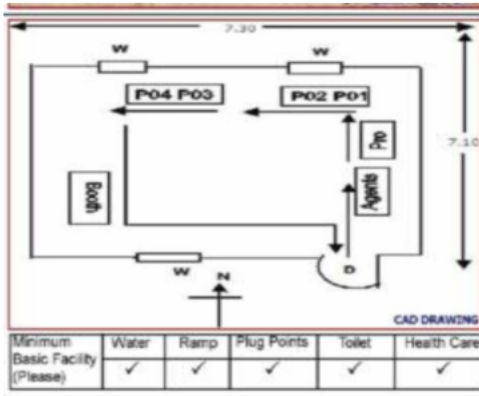 7.30
W
W
P04 P03
P02 P01
Pro
7.10
Booth
Agents
W
N
D
CAD DRAWING
Minimum Basic Facility (Please)
Water
Ramp
Plug Points
Toilet
Health Care
✓
✓
✓
✓
✓